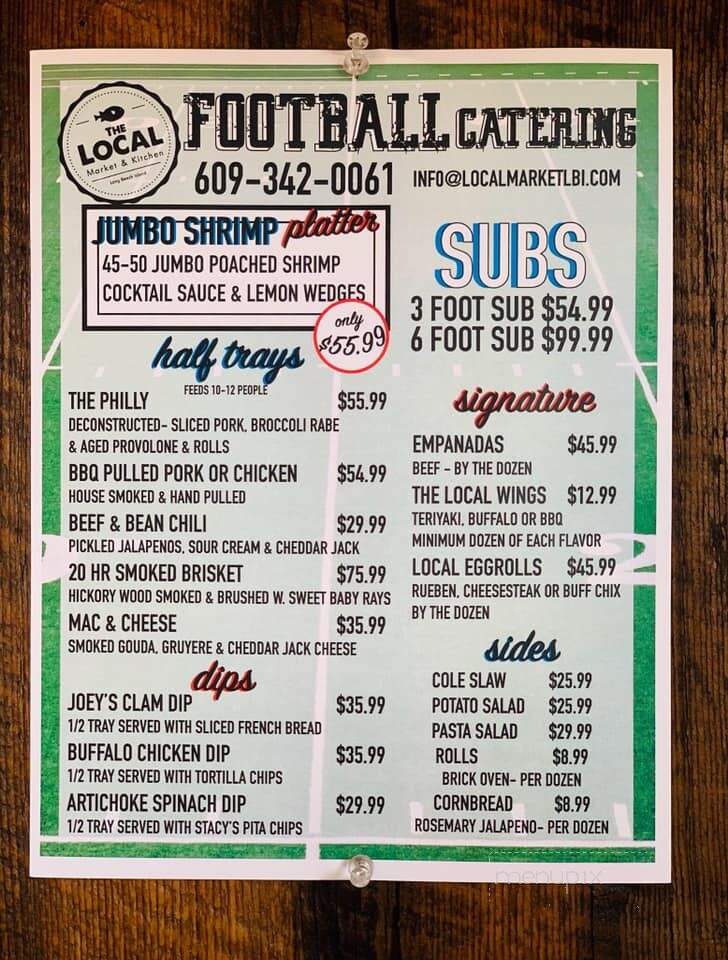 THE
LOCAL
Market & Kitchen
Long Beach Island
FOOTBALL CATERING
609-342-0061
INFO@LOCALMARKETLBI.COM
JUMBO SHRIMP platter
45-50 JUMBO POACHED SHRIMP
COCKTAIL SAUCE & LEMON WEDGES
only
$55.99
half trays
FEEDS 10-12 PEOPLE
THE PHILLY $55.99
DECONSTRUCTED- SLICED PORK, BROCCOLI RABE
& AGED PROVOLONE & ROLLS
BBQ PULLED PORK OR CHICKEN $54.99
HOUSE SMOKED & HAND PULLED
BEEF & BEAN CHILI $29.99
PICKLED JALAPENOS, SOUR CREAM & CHEDDAR JACK
20 HR SMOKED BRISKET $75.99
HICKORY WOOD SMOKED & BRUSHED W. SWEET BABY RAYS
MAC & CHEESE $35.99
SMOKED GOUDA, GRUYERE & CHEDDAR JACK CHEESE
dips
JOEY'S CLAM DIP $35.99
1/2 TRAY SERVED WITH SLICED FRENCH BREAD
BUFFALO CHICKEN DIP $35.99
1/2 TRAY SERVED WITH TORTILLA CHIPS
ARTICHOKE SPINACH DIP $29.99
1/2 TRAY SERVED WITH STACY'S PITA CHIPS
SUBS
3 FOOT SUB $54.99
6 FOOT SUB $99.99
signature
EMPANADAS $45.99
BEEF - BY THE DOZEN
THE LOCAL WINGS $12.99
TERIYAKI, BUFFALO OR BBQ
MINIMUM DOZEN OF EACH FLAVOR
LOCAL EGGROLLS $45.99
RUEBEN, CHEESESTEAK OR BUFF CHIX
BY THE DOZEN
sides
COLE SLAW $25.99
POTATO SALAD $25.99
PASTA SALAD $29.99
ROLLS $8.99
BRICK OVEN- PER DOZEN
CORNBREAD $8.99
ROSEMARY JALAPENO- PER DOZEN
menupix